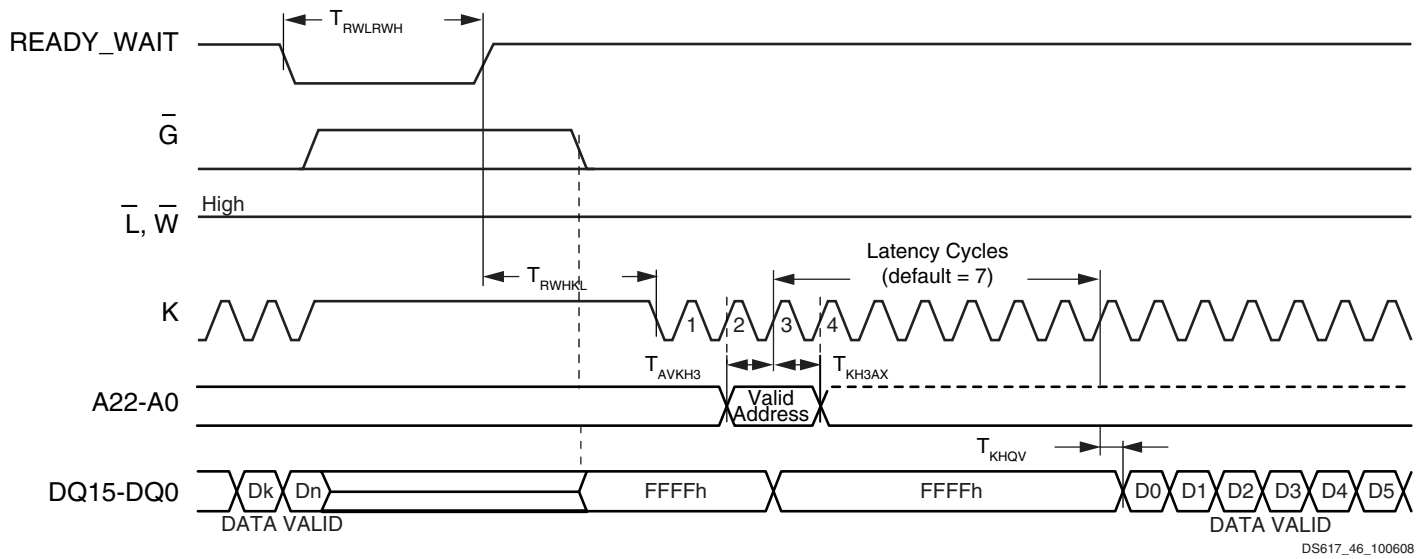 READY_WAIT
T_RWLRWH
G̅
L̅, W̅
High
Latency Cycles
(default = 7)
T_RWHKL
K
1 2 3 4
T_AVKH3
T_KH3AX
A22-A0
Valid
Address
T_KHQV
DQ15-DQ0
Dk Dn FFFFh FFFFh D0 D1 D2 D3 D4 D5
DATA VALID DATA VALID
DS617_46_100608